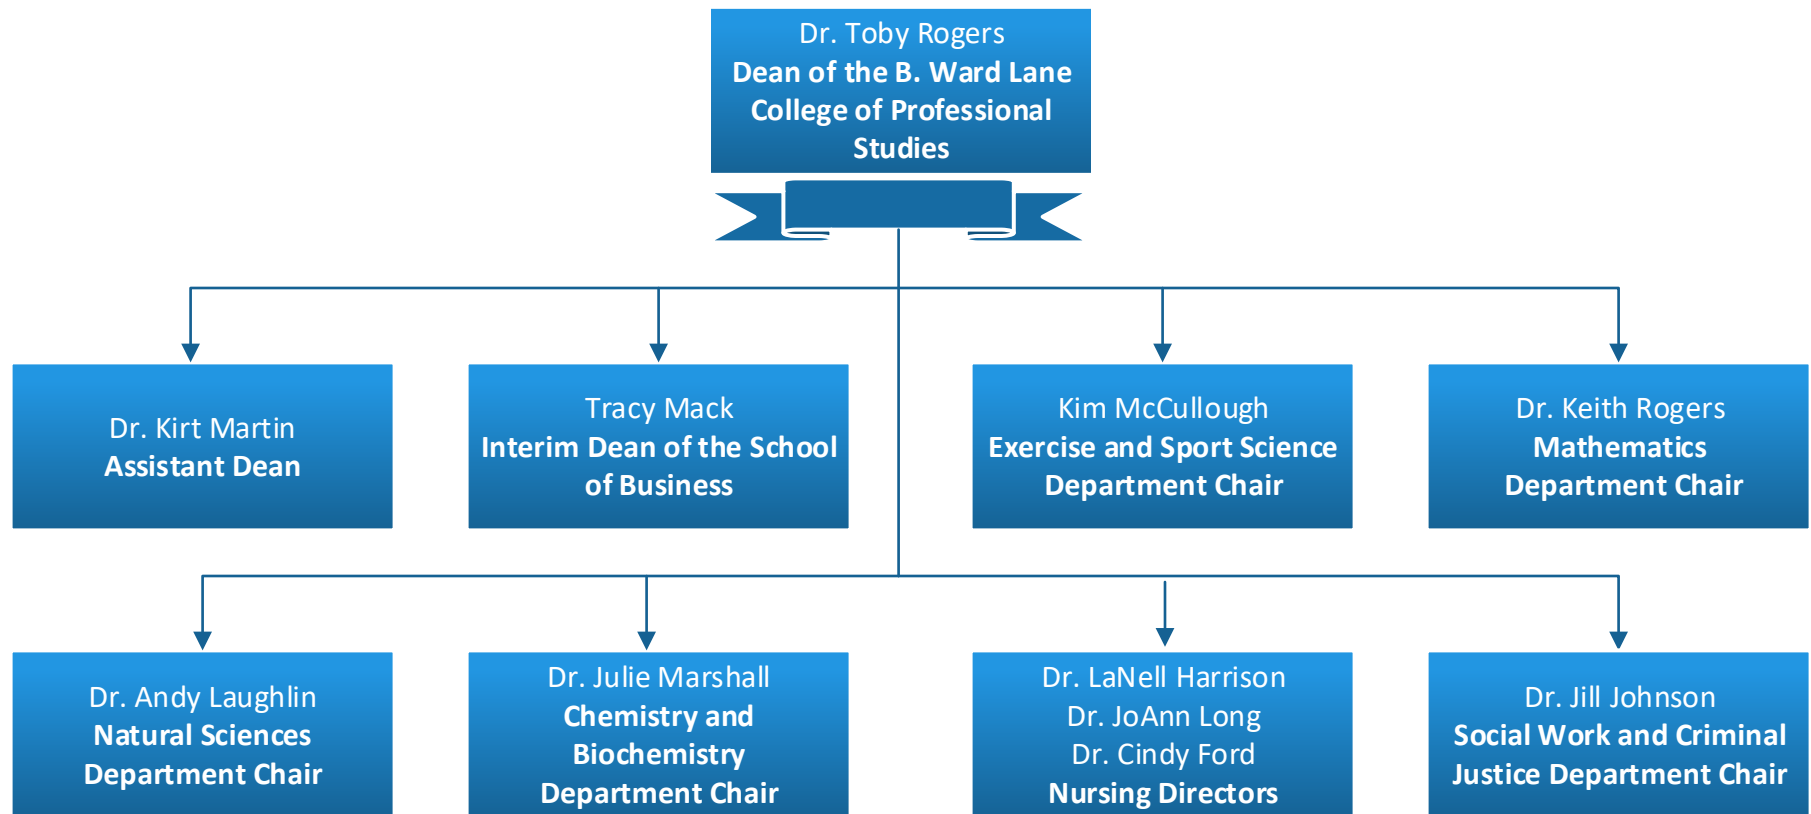 Dr. Toby Rogers
Dean of the B. Ward Lane
College of Professional
Studies
Dr. Kirt Martin
Assistant Dean
Tracy Mack
Interim Dean of the School
of Business
Kim McCullough
Exercise and Sport Science
Department Chair
Dr. Keith Rogers
Mathematics
Department Chair
Dr. Andy Laughlin
Natural Sciences
Department Chair
Dr. Julie Marshall
Chemistry and
Biochemistry
Department Chair
Dr. LaNell Harrison
Dr. JoAnn Long
Dr. Cindy Ford
Nursing Directors
Dr. Jill Johnson
Social Work and Criminal
Justice Department Chair